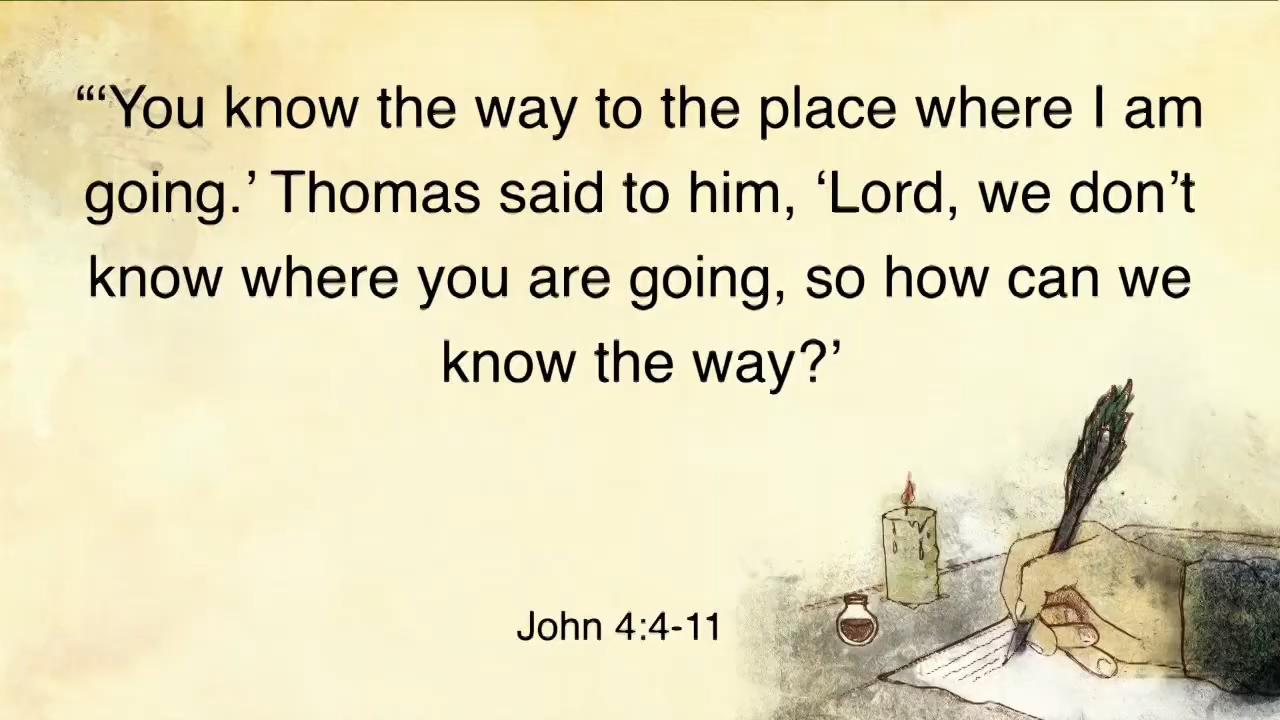 “‘You know the way to the place where I am
going.’ Thomas said to him, ‘Lord, we don’t
know where you are going, so how can we
know the way?’
John 4:4-11